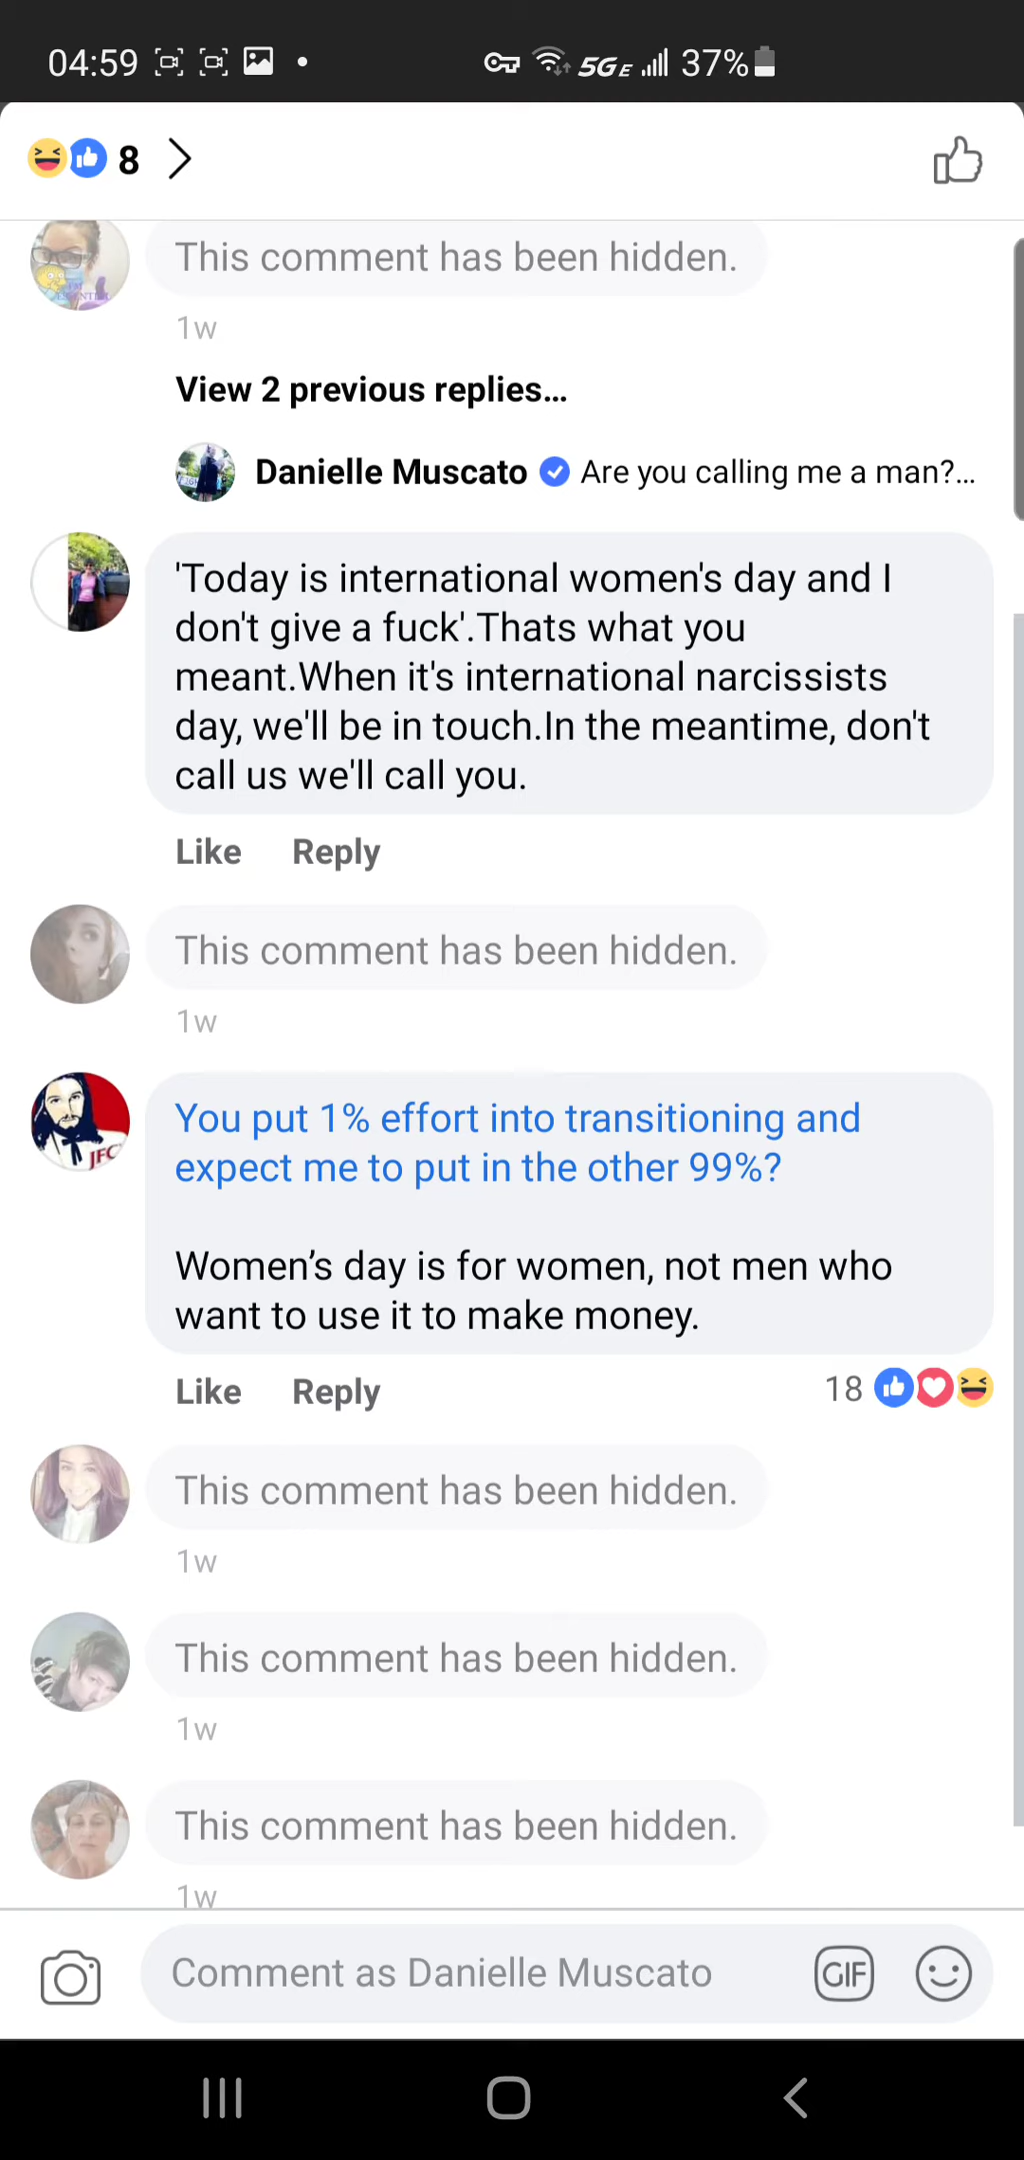 04:59 5GE 37%
8
I'M
ESSENTIAL
This comment has been hidden.
1w
View 2 previous replies...
Danielle Muscato Are you calling me a man?...
'Today is international women's day and I
don't give a fuck'.Thats what you
meant.When it's international narcissists
day, we'll be in touch.In the meantime, don't
call us we'll call you.
Like Reply
This comment has been hidden.
1w
JFC
You put 1% effort into transitioning and
expect me to put in the other 99%?
Women’s day is for women, not men who
want to use it to make money.
Like Reply 18
This comment has been hidden.
1w
This comment has been hidden.
1w
This comment has been hidden.
1w
Comment as Danielle Muscato GIF